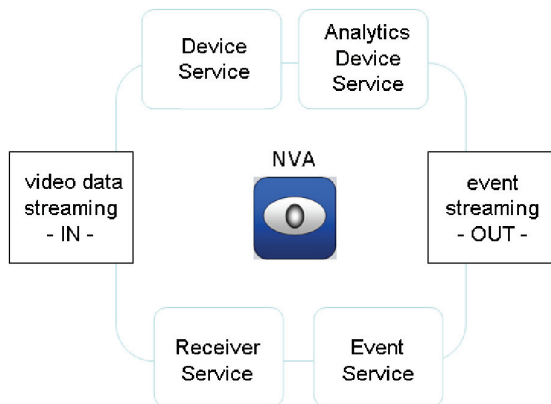 Device
Service
Analytics
Device
Service
NVA
video data
streaming
- IN -
event
streaming
- OUT -
Receiver
Service
Event
Service